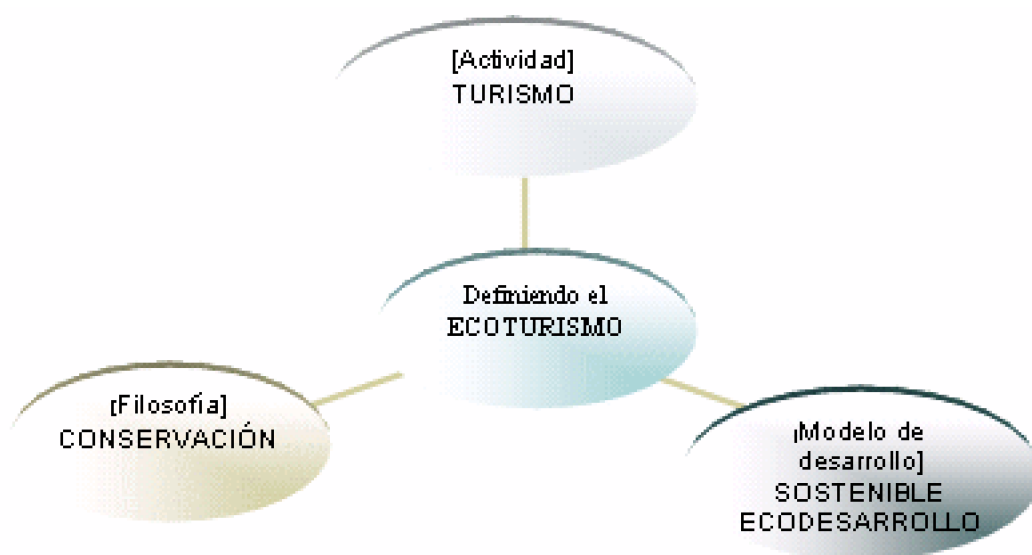 [Actividad]
TURISMO
Definiendo el
ECOTURISMO
[Filosofía]
CONSERVACIÓN
[Modelo de
desarrollo]
SOSTENIBLE
ECODESARROLLO